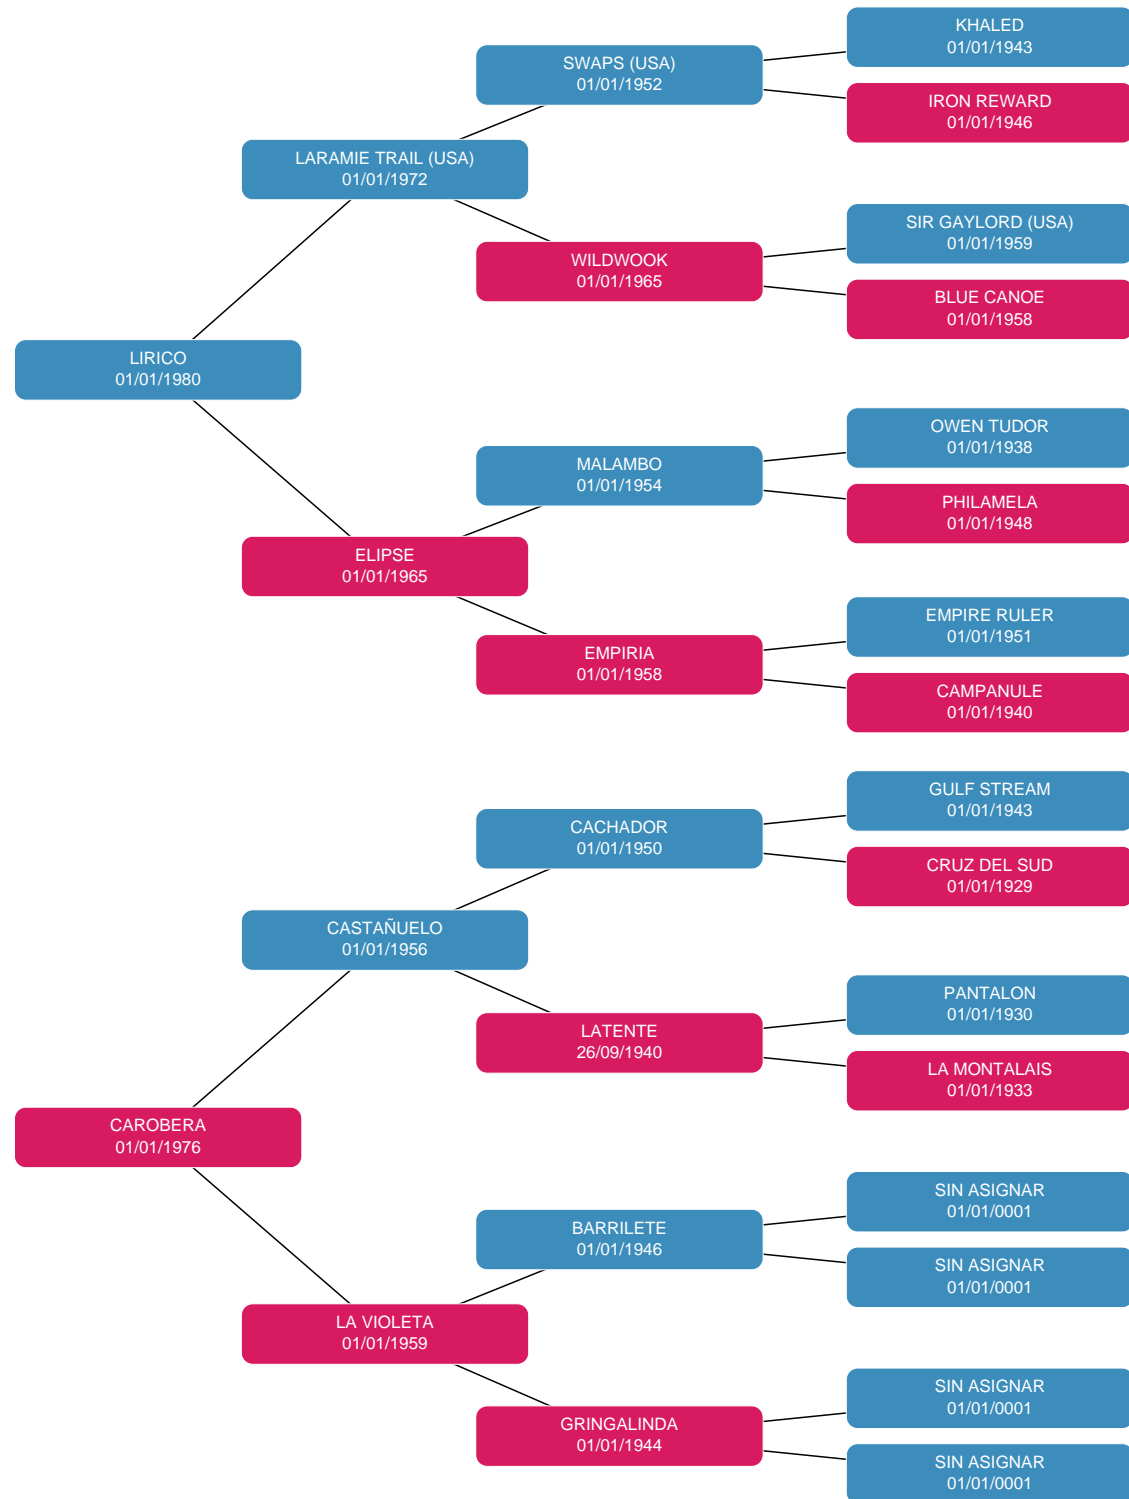 KHALED
01/01/1943
SWAPS (USA)
01/01/1952
IRON REWARD
01/01/1946
LARAMIE TRAIL (USA)
01/01/1972
SIR GAYLORD (USA)
01/01/1959
WILDWOOK
01/01/1965
BLUE CANOE
01/01/1958
LIRICO
01/01/1980
OWEN TUDOR
01/01/1938
MALAMBO
01/01/1954
PHILAMELA
01/01/1948
ELIPSE
01/01/1965
EMPIRE RULER
01/01/1951
EMPIRIA
01/01/1958
CAMPANULE
01/01/1940
GULF STREAM
01/01/1943
CACHADOR
01/01/1950
CRUZ DEL SUD
01/01/1929
CASTAÑUELO
01/01/1956
PANTALON
01/01/1930
LATENTE
26/09/1940
LA MONTALAIS
01/01/1933
CAROBERA
01/01/1976
SIN ASIGNAR
01/01/0001
BARRILETE
01/01/1946
SIN ASIGNAR
01/01/0001
LA VIOLETA
01/01/1959
SIN ASIGNAR
01/01/0001
GRINGALINDA
01/01/1944
SIN ASIGNAR
01/01/0001